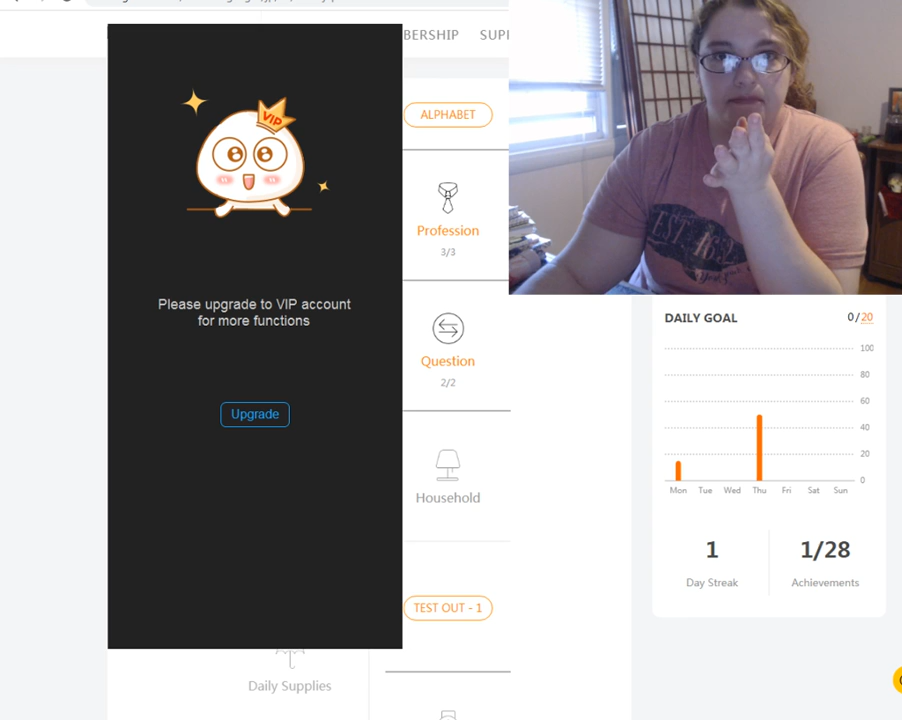 BERSHIP
ALPHABET
VIP
Please upgrade to VIP account
for more functions
Upgrade
Profession
3/3
Question
2/2
Household
TEST OUT - 1
Daily Supplies
DAILY GOAL
0/20
100
80
60
40
20
0
Mon Tue Wed Thu Fri Sat Sun
1
Day Streak
1/28
Achievements